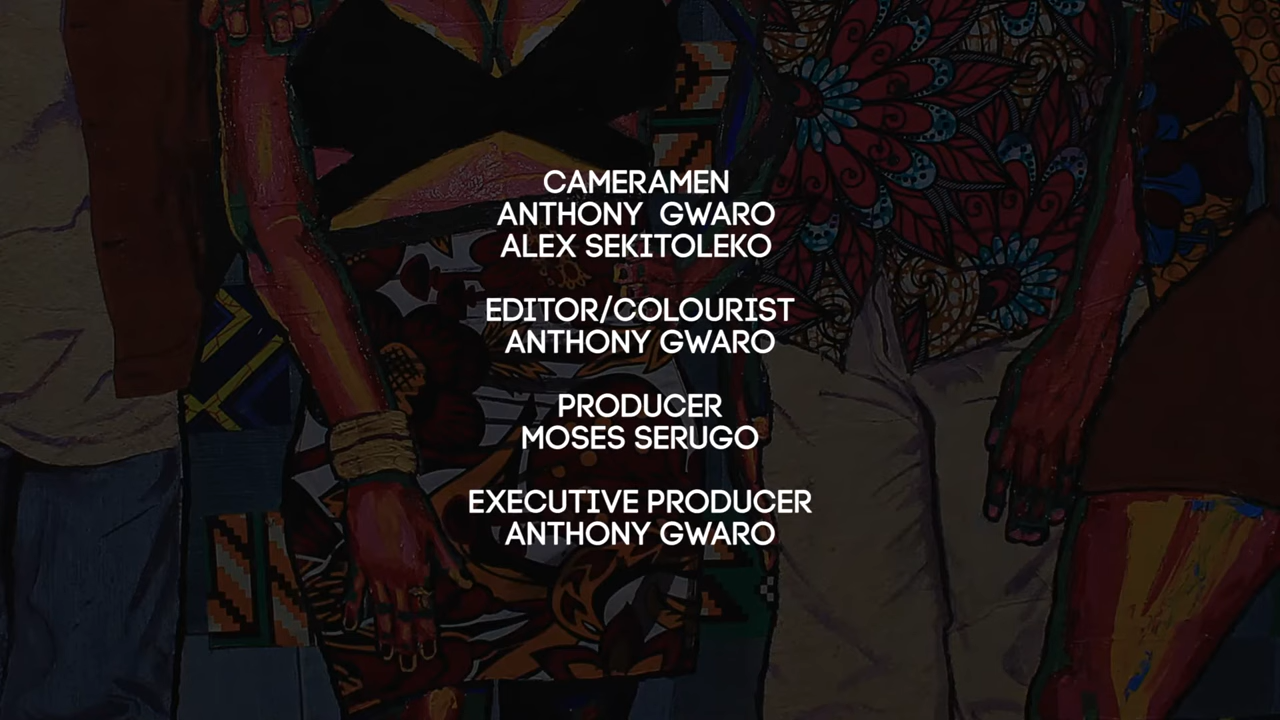 CAMERAMEN
ANTHONY GWARO
ALEX SEKITOLEKO
EDITOR/COLOURIST
ANTHONY GWARO
PRODUCER
MOSES SERUGO
EXECUTIVE PRODUCER
ANTHONY GWARO